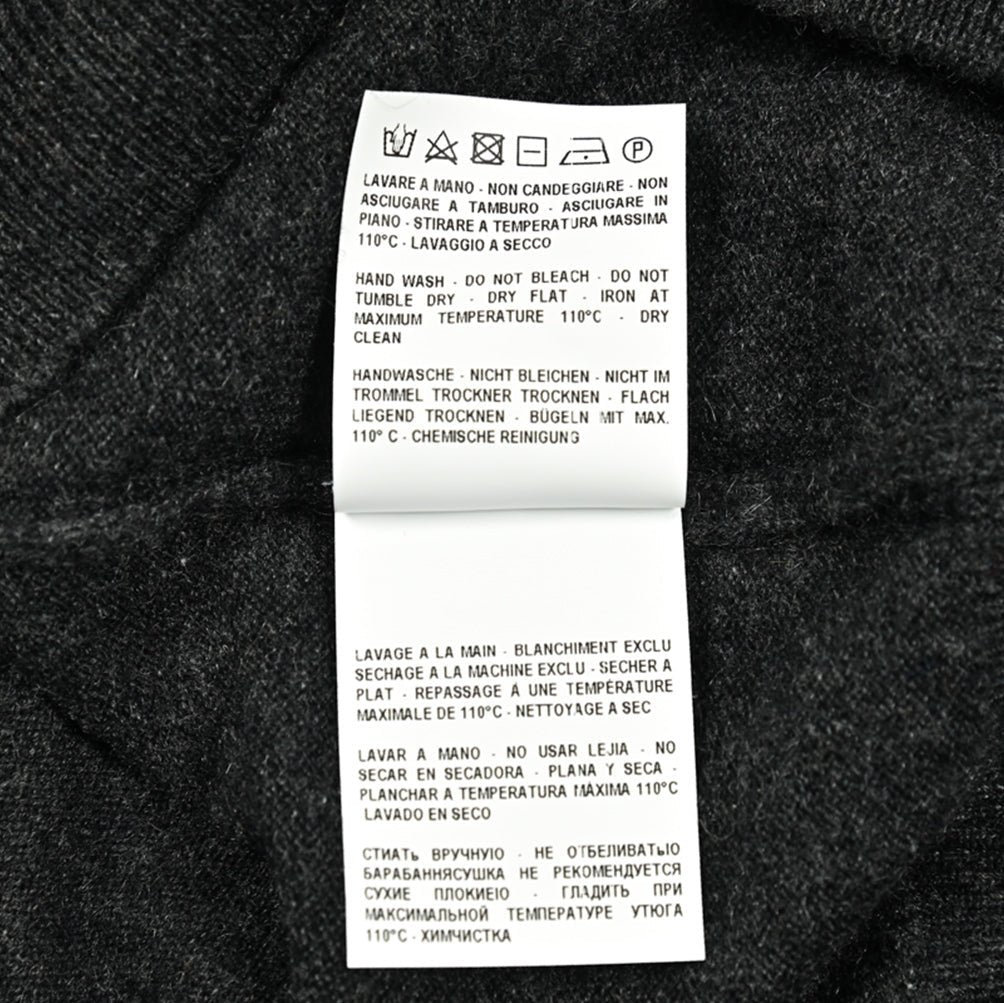 P
LAVARE A MANO - NON CANDEGGIARE - NON
ASCIUGARE A TAMBURO - ASCIUGARE IN
PIANO - STIRARE A TEMPERATURA MASSIMA
110°C - LAVAGGIO A SECCO
HAND WASH - DO NOT BLEACH - DO NOT
TUMBLE DRY - DRY FLAT - IRON AT
MAXIMUM TEMPERATURE 110°C - DRY
CLEAN
HANDWASCHE - NICHT BLEICHEN - NICHT IM
TROMMEL TROCKNER TROCKNEN - FLACH
LIEGEND TROCKNEN - BÜGELN MIT MAX.
110° C - CHEMISCHE REINIGUNG
LAVAGE A LA MAIN - BLANCHIMENT EXCLU
SECHAGE A LA MACHINE EXCLU - SECHER A
PLAT - REPASSAGE Á UNE TEMPÉRATURE
MAXIMALE DE 110°C - NETTOYAGE A SEC
LAVAR A MANO - NO USAR LEJIA - NO
SECAR EN SECADORA - PLANA Y SECA -
PLANCHAR A TEMPERATURA MÁXIMA 110°C
LAVADO EN SECO
СТИАТЬ ВРУЧНУЮ - НЕ ОТБЕЛИВАТЬЮ
БАРАБАННЯСУШКА НЕ РЕКОМЕНДУЕТСЯ
СУХИЕ ПЛОКИЕЮ - ГЛАДИТЬ ПРИ
МАКСИМАЛЬНОЙ ТЕМПЕРАТУРЕ УТЮГА
110°C - ХИМЧИСТКА